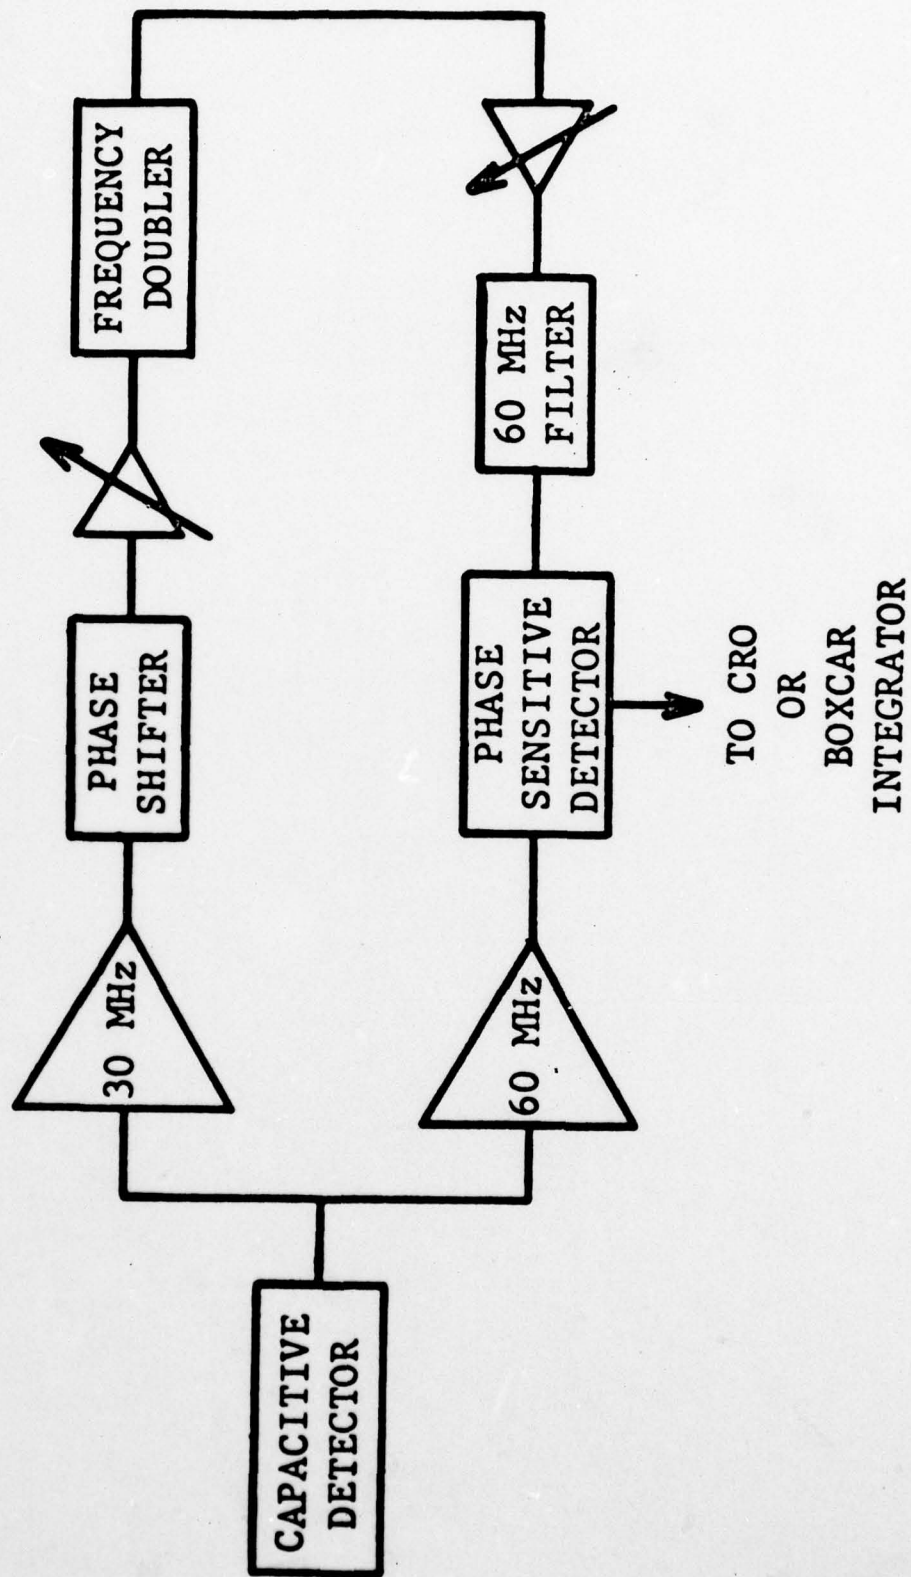 CAPACITIVE
DETECTOR
30 MHz
PHASE
SHIFTER
FREQUENCY
DOUBLER
60 MHz
PHASE
SENSITIVE
DETECTOR
60 MHz
FILTER
TO CRO
OR
BOXCAR
INTEGRATOR